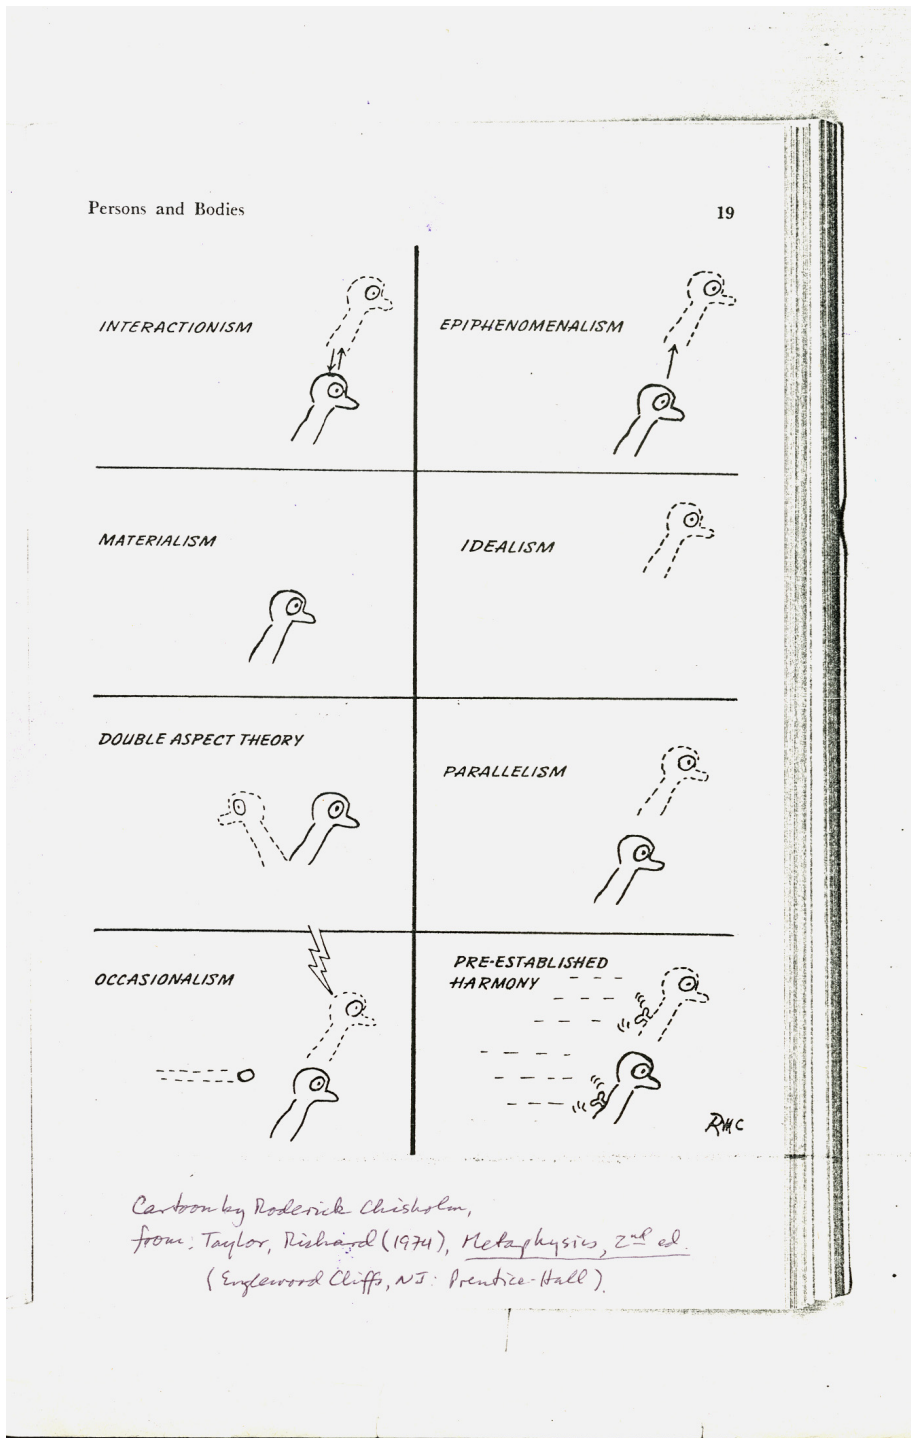 Persons and Bodies 19
INTERACTIONISM
EPIPHENOMENALISM
MATERIALISM
IDEALISM
DOUBLE ASPECT THEORY
PARALLELISM
OCCASIONALISM
PRE-ESTABLISHED
HARMONY
RMC
Cartoon by Roderick Chisholm,
from: Taylor, Richard (1974), Metaphysics, 2nd ed.
(Englewood Cliffs, NJ: Prentice-Hall).